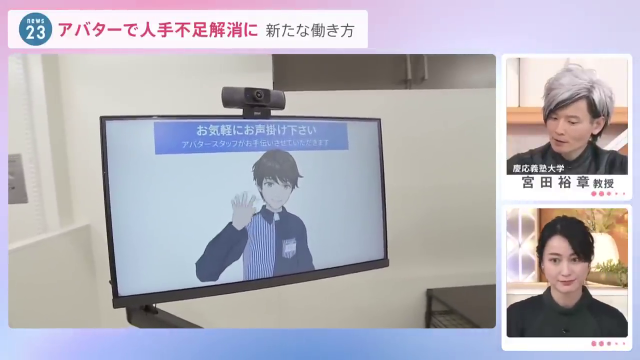 news
23
アバターで人手不足解消に 新たな働き方
お気軽にお声掛け下さい
アバタースタッフがお手伝いさせていただきます
慶応義塾大学
宮田裕章 教授